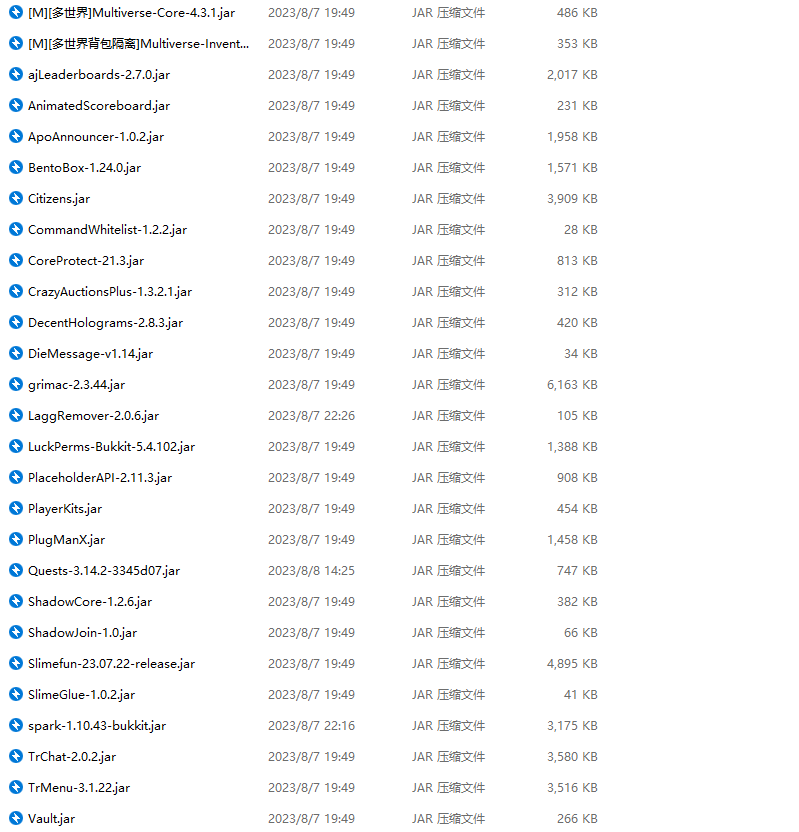 [M][多世界]Multiverse-Core-4.3.1.jar 2023/8/7 19:49 JAR 压缩文件 486 KB
[M][多世界背包隔离]Multiverse-Invent... 2023/8/7 19:49 JAR 压缩文件 353 KB
ajLeaderboards-2.7.0.jar 2023/8/7 19:49 JAR 压缩文件 2,017 KB
AnimatedScoreboard.jar 2023/8/7 19:49 JAR 压缩文件 231 KB
ApoAnnouncer-1.0.2.jar 2023/8/7 19:49 JAR 压缩文件 1,958 KB
BentoBox-1.24.0.jar 2023/8/7 19:49 JAR 压缩文件 1,571 KB
Citizens.jar 2023/8/7 19:49 JAR 压缩文件 3,909 KB
CommandWhitelist-1.2.2.jar 2023/8/7 19:49 JAR 压缩文件 28 KB
CoreProtect-21.3.jar 2023/8/7 19:49 JAR 压缩文件 813 KB
CrazyAuctionsPlus-1.3.2.1.jar 2023/8/7 19:49 JAR 压缩文件 312 KB
DecentHolograms-2.8.3.jar 2023/8/7 19:49 JAR 压缩文件 420 KB
DieMessage-v1.14.jar 2023/8/7 19:49 JAR 压缩文件 34 KB
grimac-2.3.44.jar 2023/8/7 19:49 JAR 压缩文件 6,163 KB
LaggRemover-2.0.6.jar 2023/8/7 22:26 JAR 压缩文件 105 KB
LuckPerms-Bukkit-5.4.102.jar 2023/8/7 19:49 JAR 压缩文件 1,388 KB
PlaceholderAPI-2.11.3.jar 2023/8/7 19:49 JAR 压缩文件 908 KB
PlayerKits.jar 2023/8/7 19:49 JAR 压缩文件 454 KB
PlugManX.jar 2023/8/7 19:49 JAR 压缩文件 1,458 KB
Quests-3.14.2-3345d07.jar 2023/8/8 14:25 JAR 压缩文件 747 KB
ShadowCore-1.2.6.jar 2023/8/7 19:49 JAR 压缩文件 382 KB
ShadowJoin-1.0.jar 2023/8/7 19:49 JAR 压缩文件 66 KB
Slimefun-23.07.22-release.jar 2023/8/7 19:49 JAR 压缩文件 4,895 KB
SlimeGlue-1.0.2.jar 2023/8/7 19:49 JAR 压缩文件 41 KB
spark-1.10.43-bukkit.jar 2023/8/7 22:16 JAR 压缩文件 3,175 KB
TrChat-2.0.2.jar 2023/8/7 19:49 JAR 压缩文件 3,580 KB
TrMenu-3.1.22.jar 2023/8/7 19:49 JAR 压缩文件 3,516 KB
Vault.jar 2023/8/7 19:49 JAR 压缩文件 266 KB